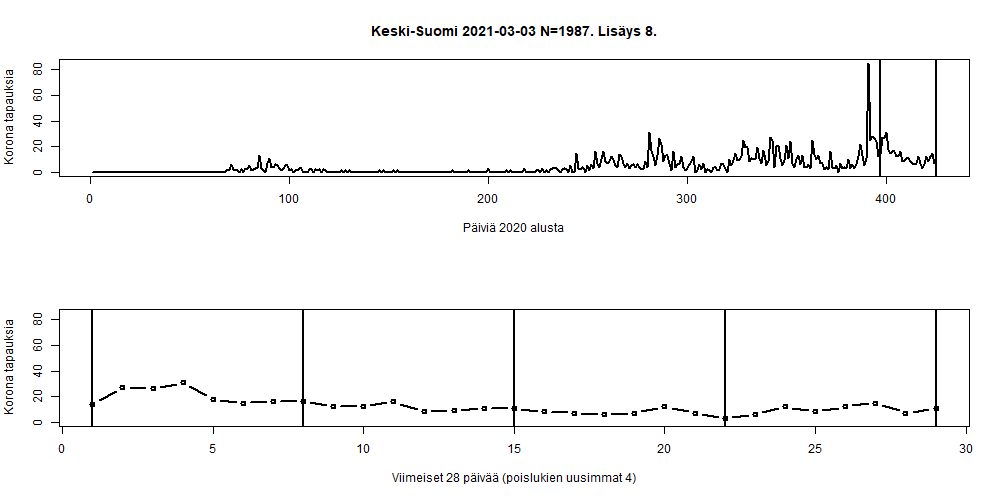 Keski-Suomi 2021-03-03 N=1987. Lisäys 8.
Korona tapauksia
80
60
40
20
0
0 100 200 300 400
Päiviä 2020 alusta
Korona tapauksia
80
60
40
20
0
0 5 10 15 20 25 30
Viimeiset 28 päivää (poislukien uusimmat 4)